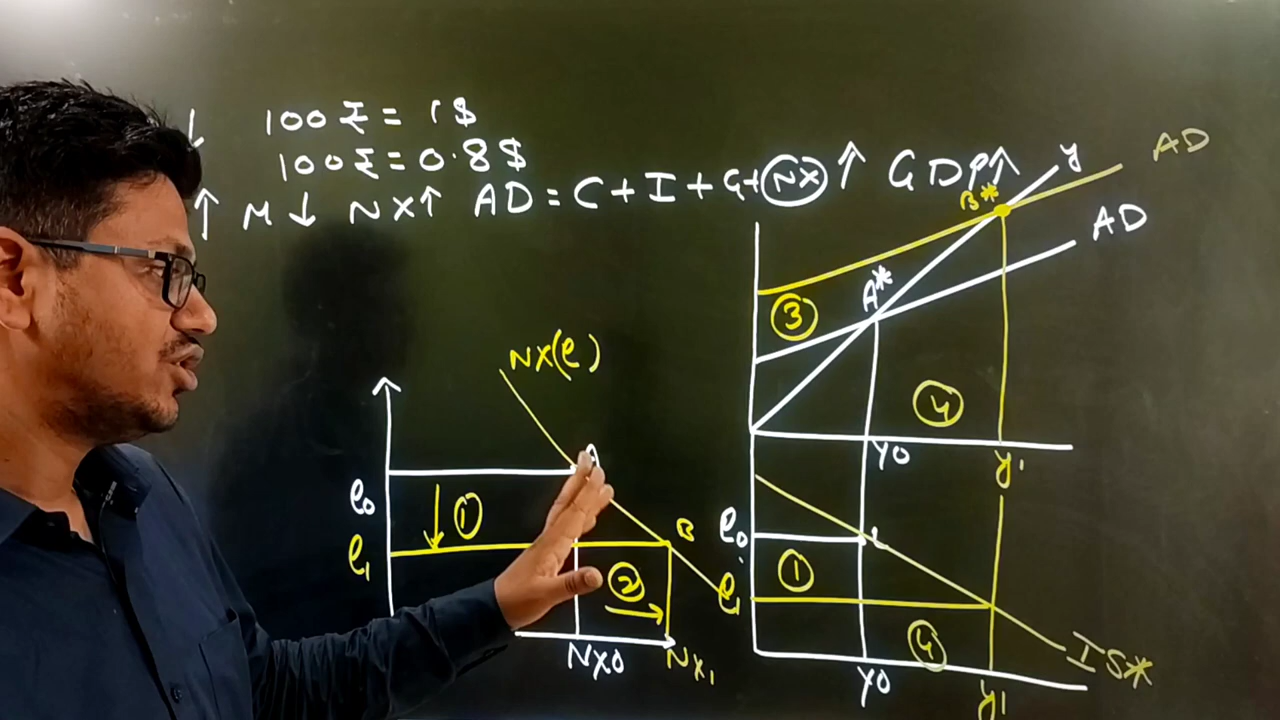 ↓ 100 ₹ = 1 $
100 ₹ = 0.8 $
↑ M ↓ NX ↑ AD = C + I + G + NX ↑ GDP ↑
y
AD
B*
AD
A*
③
④
Y0
y1
NX(e)
A
e0
①
e1
B
②
NX0
NX1
e0
①
e1
④
IS*
Y0
y1